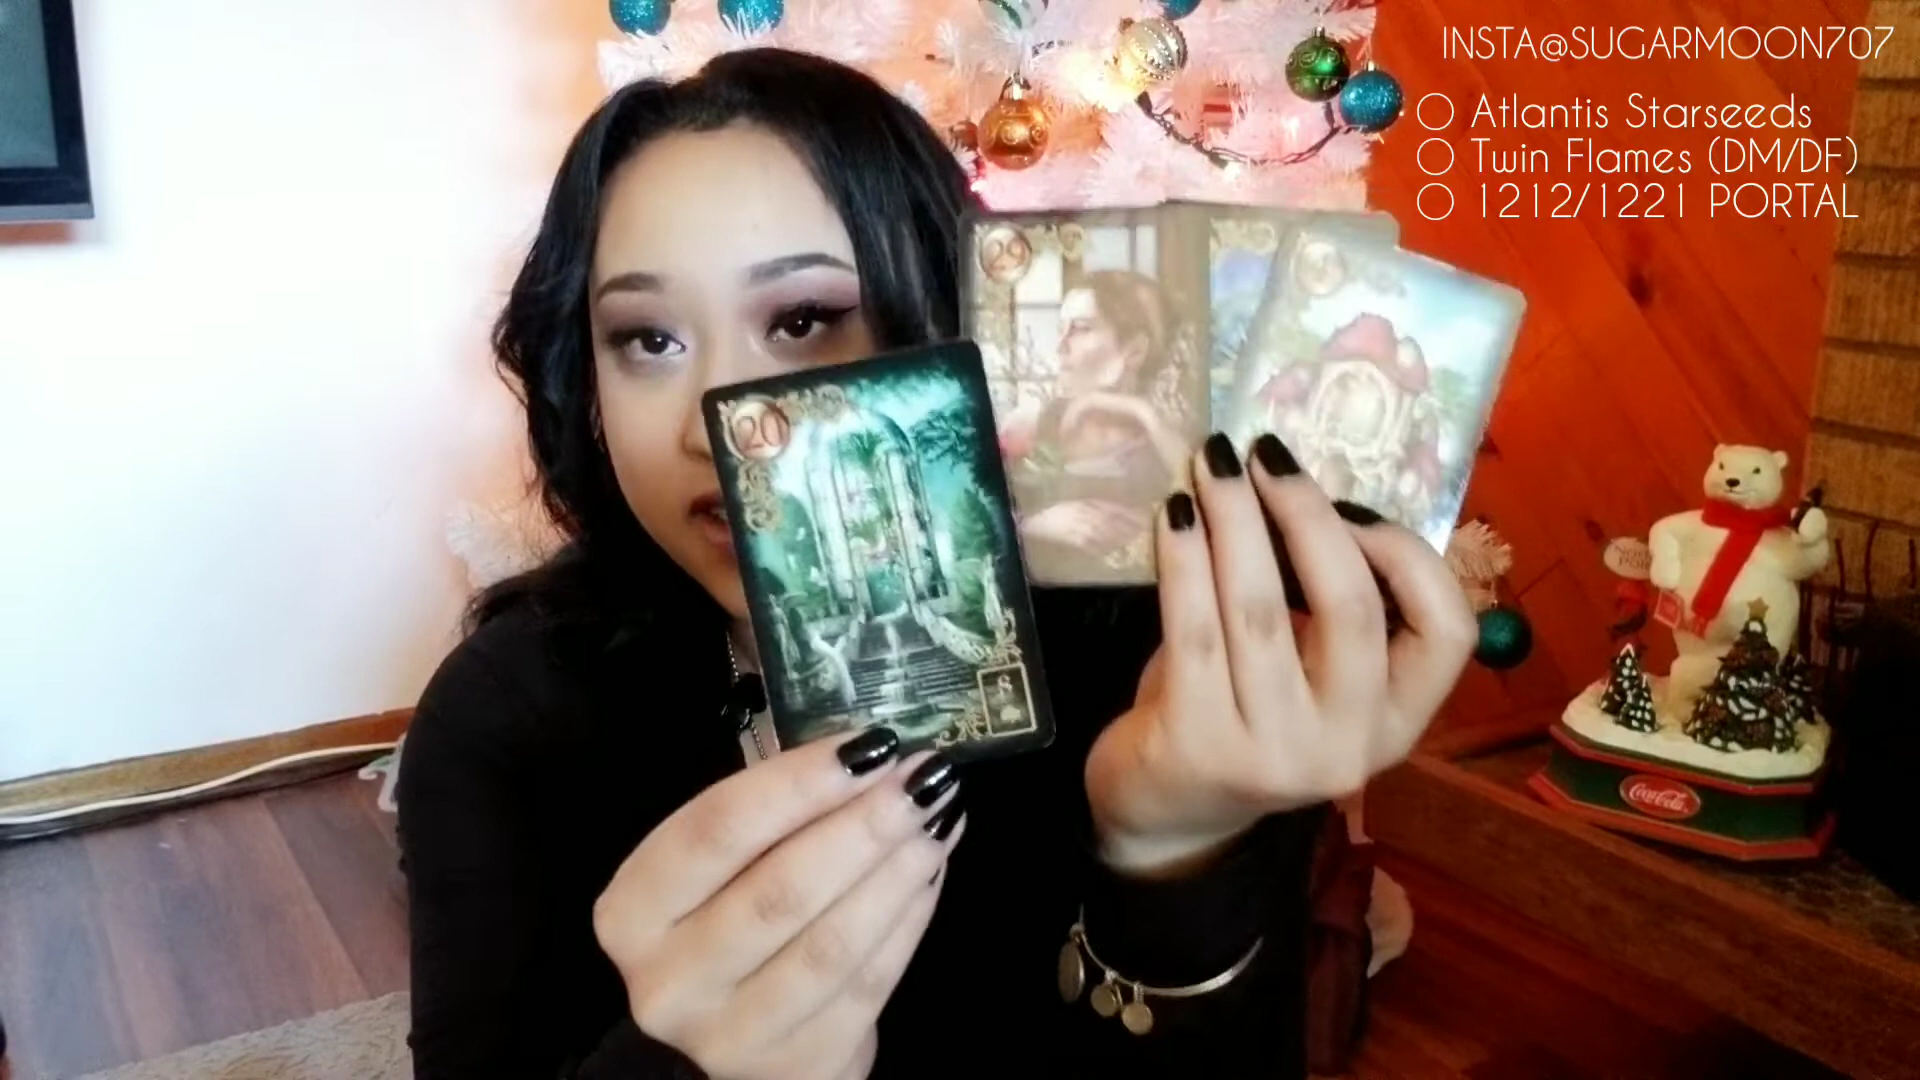 INSTA@SUGARMOON707
Atlantis Starseeds
Twin Flames (DM/DF)
1212/1221 PORTAL
29
20
8
Coca-Cola